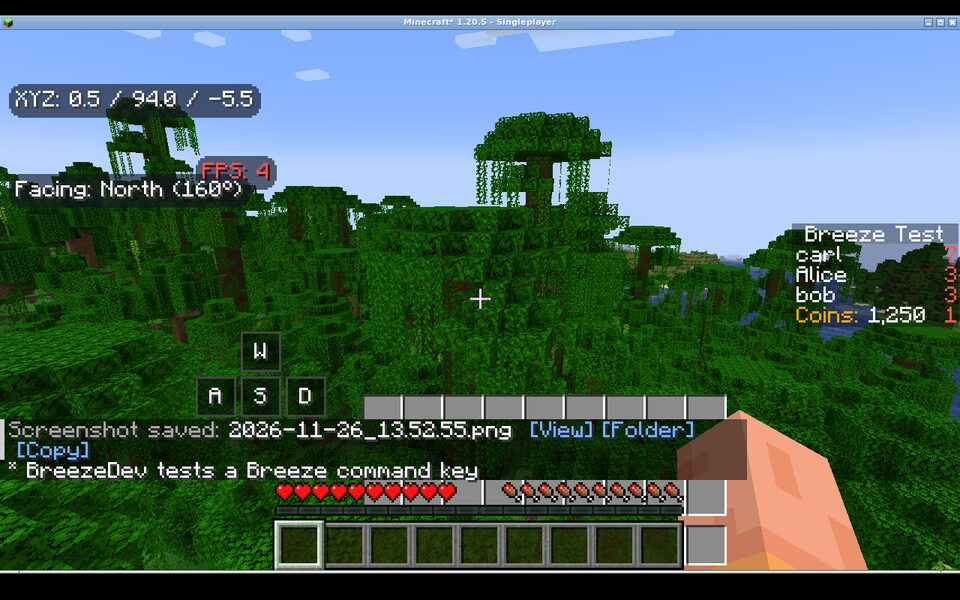 Minecraft* 1.20.5 - Singleplayer
XYZ: 0.5 / 94.0 / -5.5
FPS: 4
Facing: North (160°)
Breeze Test
carl 7
Alice 3
bob 3
Coins: 1,250 1
W
A S D
Screenshot saved: 2026-11-26_13.52.55.png [View] [Folder]
[Copy]
* BreezeDev tests a Breeze command key